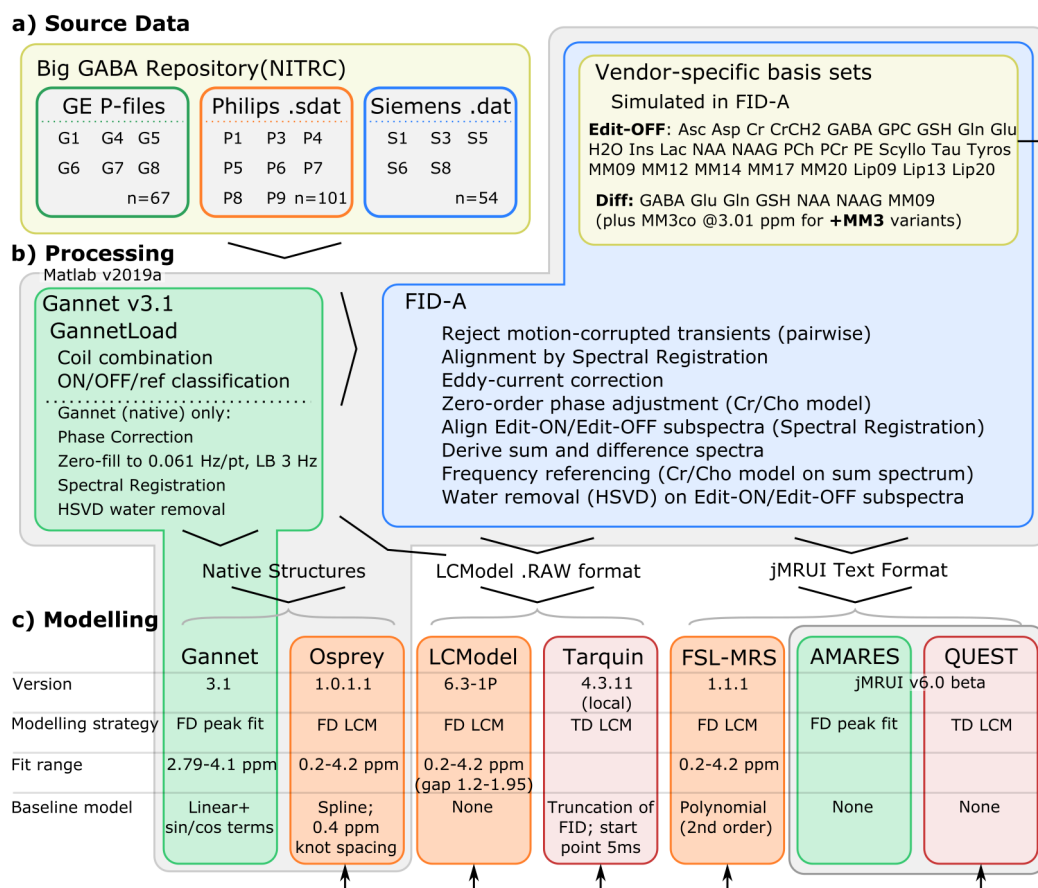 a) Source Data
Big GABA Repository(NITRC)
GE P-files
G1 G4 G5
G6 G7 G8
n=67
Philips .sdat
P1 P3 P4
P5 P6 P7
P8 P9 n=101
Siemens .dat
S1 S3 S5
S6 S8
n=54
Vendor-specific basis sets
Simulated in FID-A
Edit-OFF: Asc Asp Cr CrCH2 GABA GPC GSH Gln Glu
H2O Ins Lac NAA NAAG PCh PCr PE Scyllo Tau Tyros
MM09 MM12 MM14 MM17 MM20 Lip09 Lip13 Lip20
Diff: GABA Glu Gln GSH NAA NAAG MM09
(plus MM3co @3.01 ppm for +MM3 variants)
b) Processing
Matlab v2019a
Gannet v3.1
GannetLoad
Coil combination
ON/OFF/ref classification
Gannet (native) only:
Phase Correction
Zero-fill to 0.061 Hz/pt, LB 3 Hz
Spectral Registration
HSVD water removal
FID-A
Reject motion-corrupted transients (pairwise)
Alignment by Spectral Registration
Eddy-current correction
Zero-order phase adjustment (Cr/Cho model)
Align Edit-ON/Edit-OFF subspectra (Spectral Registration)
Derive sum and difference spectra
Frequency referencing (Cr/Cho model on sum spectrum)
Water removal (HSVD) on Edit-ON/Edit-OFF subspectra
Native Structures
LCModel .RAW format
jMRUI Text Format
c) Modelling
Gannet Osprey LCModel Tarquin FSL-MRS AMARES QUEST
Version 3.1 1.0.1.1 6.3-1P 4.3.11 1.1.1 jMRUI v6.0 beta
(local)
Modelling strategy FD peak fit FD LCM FD LCM TD LCM FD LCM FD peak fit TD LCM
Fit range 2.79-4.1 ppm 0.2-4.2 ppm 0.2-4.2 ppm 0.2-4.2 ppm
(gap 1.2-1.95)
Baseline model Linear+ Spline; None Truncation of Polynomial None None
sin/cos terms 0.4 ppm FID; start (2nd order)
knot spacing point 5ms